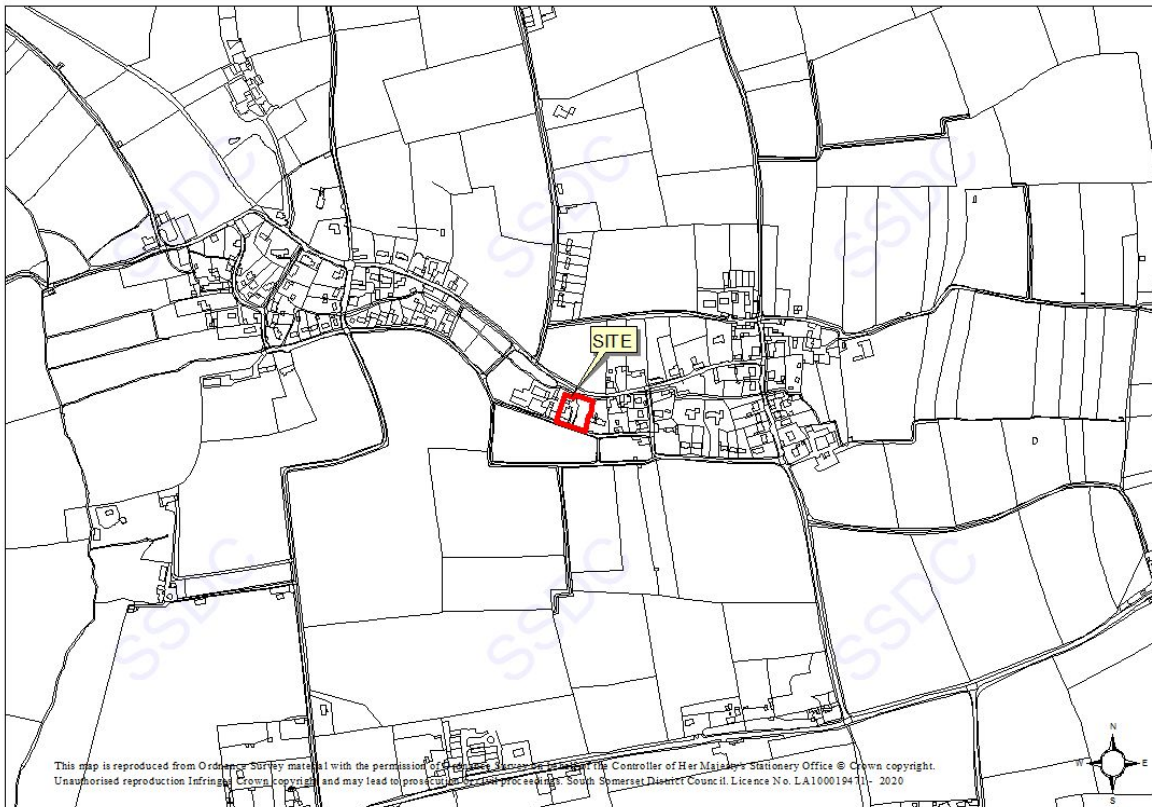 SSDC SSDC SSDC
SITE
D
SSDC SSDC SSDC
N
W E
S
This map is reproduced from Ordnance Survey material with the permission of Ordnance Survey on behalf of the Controller of Her Majesty's Stationery Office © Crown copyright.
Unauthorised reproduction Infringes Crown copyright and may lead to prosecution or civil proceedings. South Somerset District Council. Licence No. LA100019471 - 2020